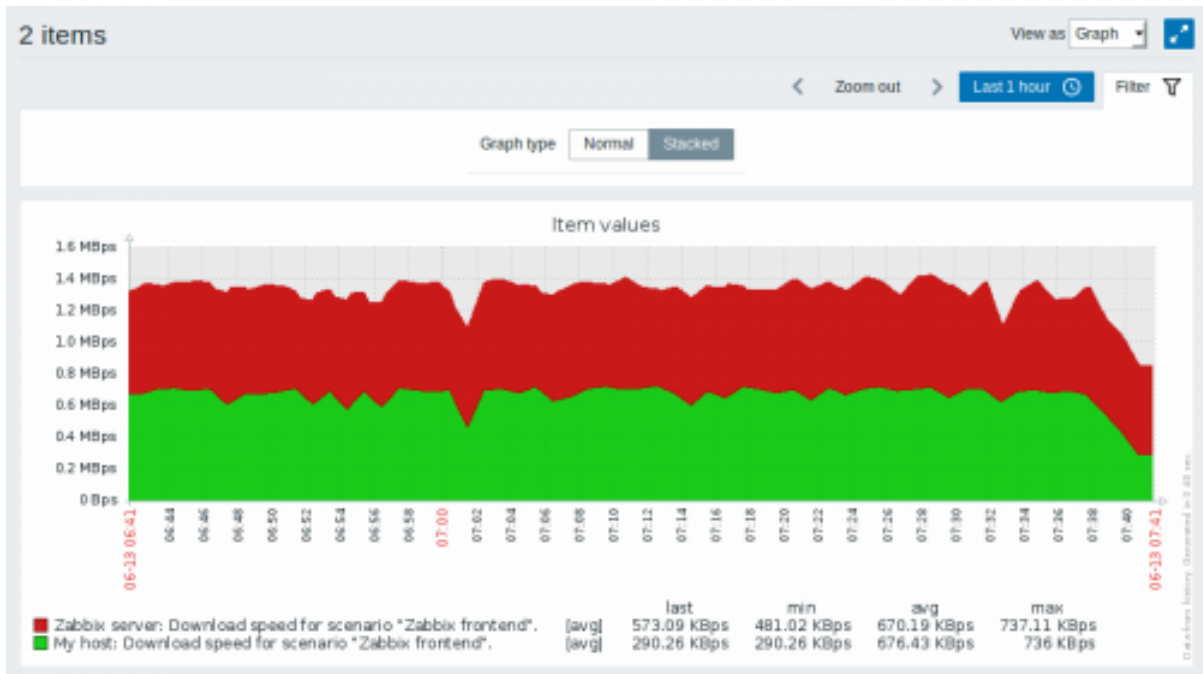 2 items
View as Graph
Zoom out Last 1 hour Filter
Graph type Normal Stacked
Item values
1.6 MBps
1.4 MBps
1.2 MBps
1.0 MBps
0.8 MBps
0.6 MBps
0.4 MBps
0.2 MBps
0 Bps
06-13 06:41 06:44 06:46 06:48 06:50 06:52 06:54 06:56 06:58 07:00 07:02 07:04 07:06 07:08 07:10 07:12 07:14 07:16 07:18 07:20 07:22 07:24 07:26 07:28 07:30 07:32 07:34 07:36 07:38 07:40 06-13 07:41
last min avg max
Zabbix server: Download speed for scenario "Zabbix frontend". [avg] 573.09 KBps 481.02 KBps 670.19 KBps 737.11 KBps
My host: Download speed for scenario "Zabbix frontend". [avg] 290.26 KBps 290.26 KBps 676.43 KBps 736 KBps
Data from history. Generated in